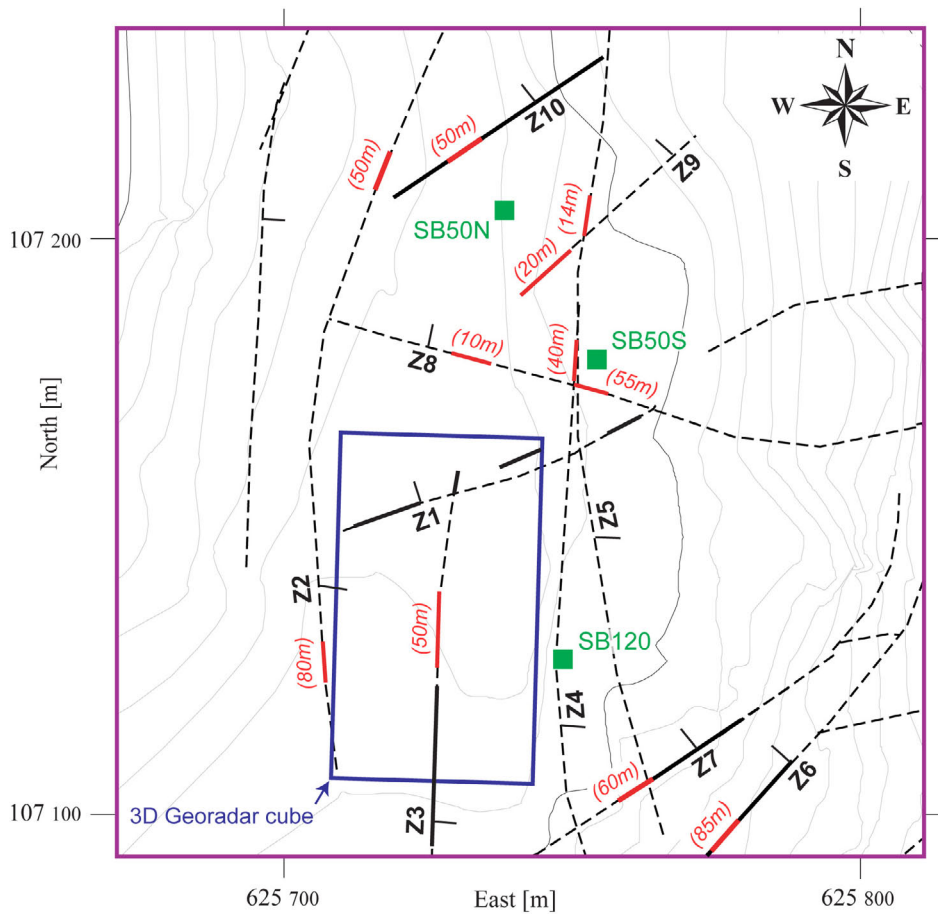 N
W E
S
Z10
(50m)
(50m)
Z9
(14m)
SB50N
107 200
(20m)
(40m)
SB50S
(10m)
Z8
(55m)
North [m]
Z1
Z5
Z2
(50m)
(80m)
SB120
Z4
Z7
(60m)
Z6
3D Georadar cube
107 100
Z3
(85m)
625 700
East [m]
625 800